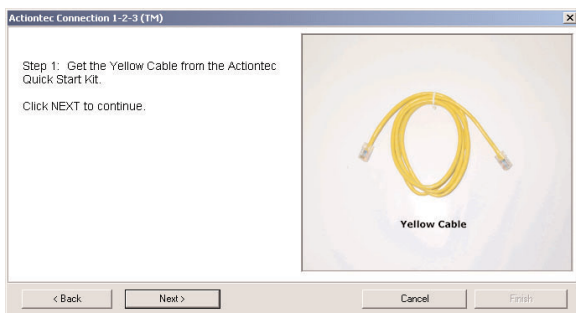 Actiontec Connection 1-2-3 (TM)
Step 1: Get the Yellow Cable from the Actiontec
Quick Start Kit.
Click NEXT to continue.
Yellow Cable
< Back
Next >
Cancel
Finish